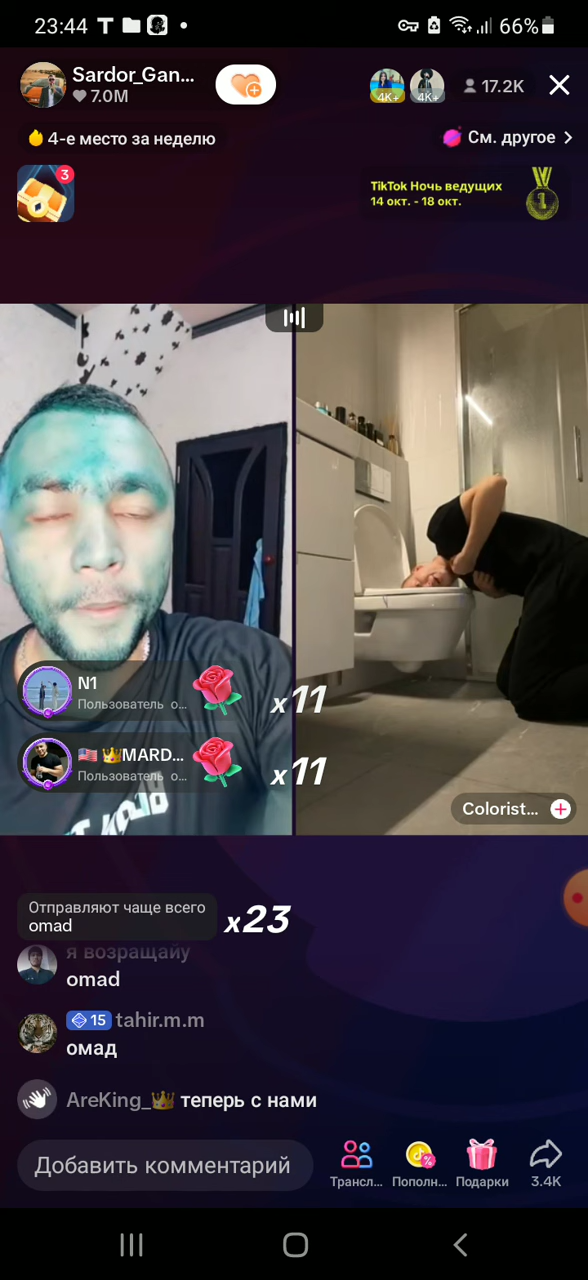 23:44
66%
Sardor_Gan...
7.0M
4K+
4K+
17.2K
4-е место за неделю
См. другое
3
TikTok Ночь ведущих
14 окт. - 18 окт.
1
N1
Пользователь о...
x11
MARD...
Пользователь о...
x11
Colorist...
Отправляют чаще всего
omad
x23
я возращайу
omad
15 tahir.m.m
омад
AreKing_ теперь с нами
Добавить комментарий
Трансл...
Пополн...
Подарки
3.4K